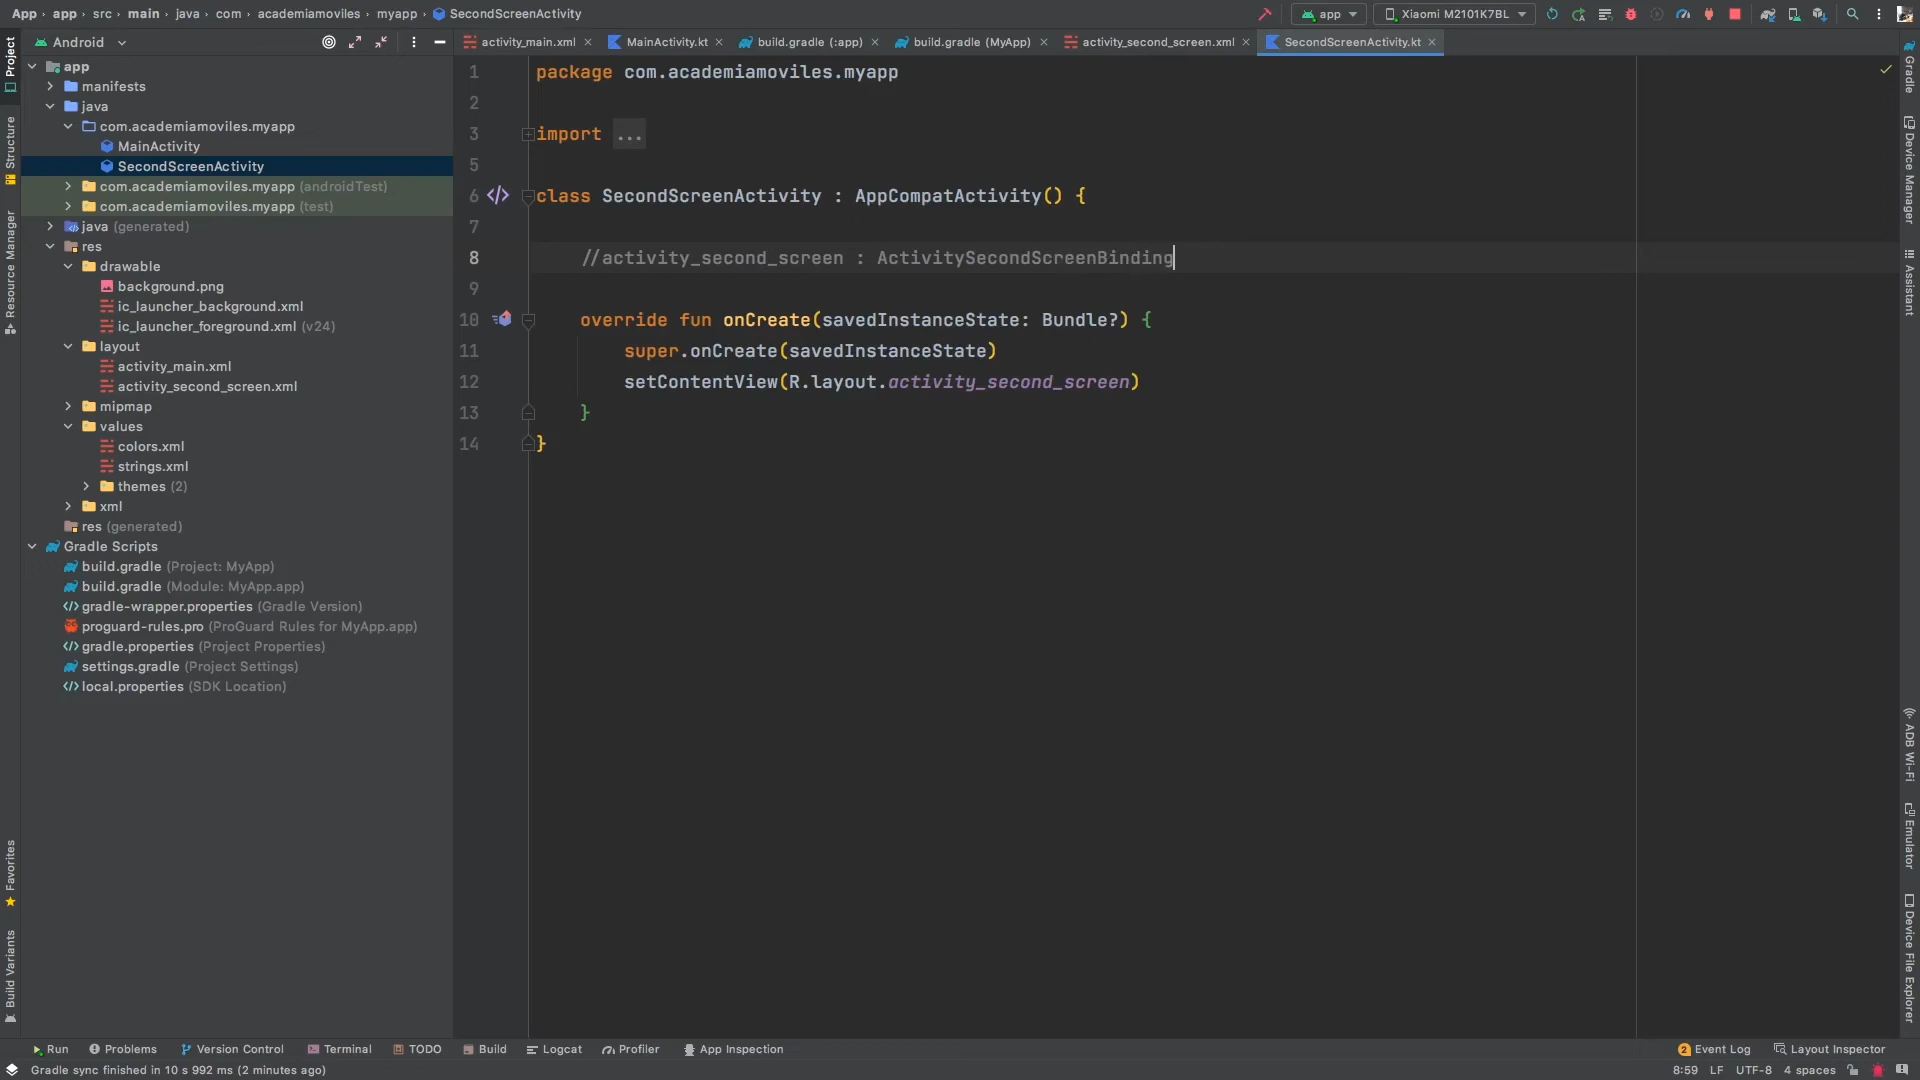 App › app › src › main › java › com › academiamoviles › myapp › SecondScreenActivity
app
Xiaomi M2101K7BL
Android
activity_main.xml
MainActivity.kt
build.gradle (:app)
build.gradle (MyApp)
activity_second_screen.xml
SecondScreenActivity.kt
app
manifests
java
com.academiamoviles.myapp
MainActivity
SecondScreenActivity
com.academiamoviles.myapp (androidTest)
com.academiamoviles.myapp (test)
java (generated)
res
drawable
background.png
ic_launcher_background.xml
ic_launcher_foreground.xml (v24)
layout
activity_main.xml
activity_second_screen.xml
mipmap
values
colors.xml
strings.xml
themes (2)
xml
res (generated)
Gradle Scripts
build.gradle (Project: MyApp)
build.gradle (Module: MyApp.app)
gradle-wrapper.properties (Gradle Version)
proguard-rules.pro (ProGuard Rules for MyApp.app)
gradle.properties (Project Properties)
settings.gradle (Project Settings)
local.properties (SDK Location)
1 package com.academiamoviles.myapp
2
3 import ...
5
6 class SecondScreenActivity : AppCompatActivity() {
7
8 //activity_second_screen : ActivitySecondScreenBinding
9
10 override fun onCreate(savedInstanceState: Bundle?) {
11 super.onCreate(savedInstanceState)
12 setContentView(R.layout.activity_second_screen)
13 }
14 }
Project
Structure
Resource Manager
Favorites
Build Variants
Gradle
Device Manager
Assistant
ADB Wi-Fi
Emulator
Device File Explorer
Run
Problems
Version Control
Terminal
TODO
Build
Logcat
Profiler
App Inspection
2 Event Log
Layout Inspector
Gradle sync finished in 10 s 992 ms (2 minutes ago)
8:59 LF UTF-8 4 spaces